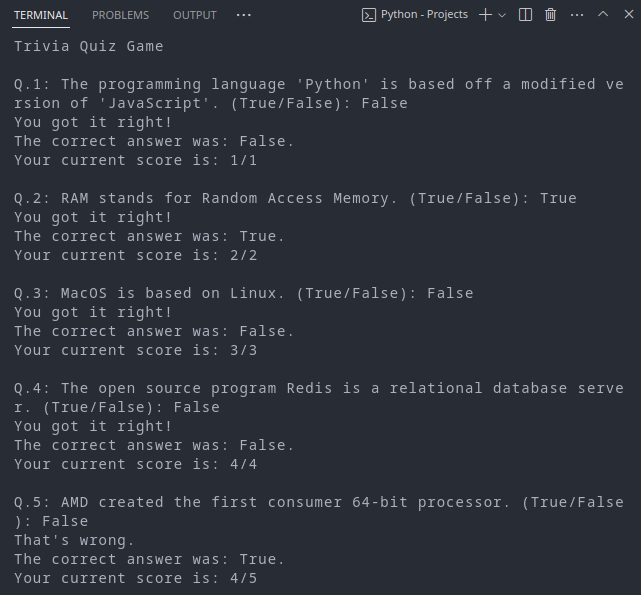 TERMINAL PROBLEMS OUTPUT ··· Python - Projects
Trivia Quiz Game
Q.1: The programming language 'Python' is based off a modified ve
rsion of 'JavaScript'. (True/False): False
You got it right!
The correct answer was: False.
Your current score is: 1/1
Q.2: RAM stands for Random Access Memory. (True/False): True
You got it right!
The correct answer was: True.
Your current score is: 2/2
Q.3: MacOS is based on Linux. (True/False): False
You got it right!
The correct answer was: False.
Your current score is: 3/3
Q.4: The open source program Redis is a relational database serve
r. (True/False): False
You got it right!
The correct answer was: False.
Your current score is: 4/4
Q.5: AMD created the first consumer 64-bit processor. (True/False
): False
That's wrong.
The correct answer was: True.
Your current score is: 4/5